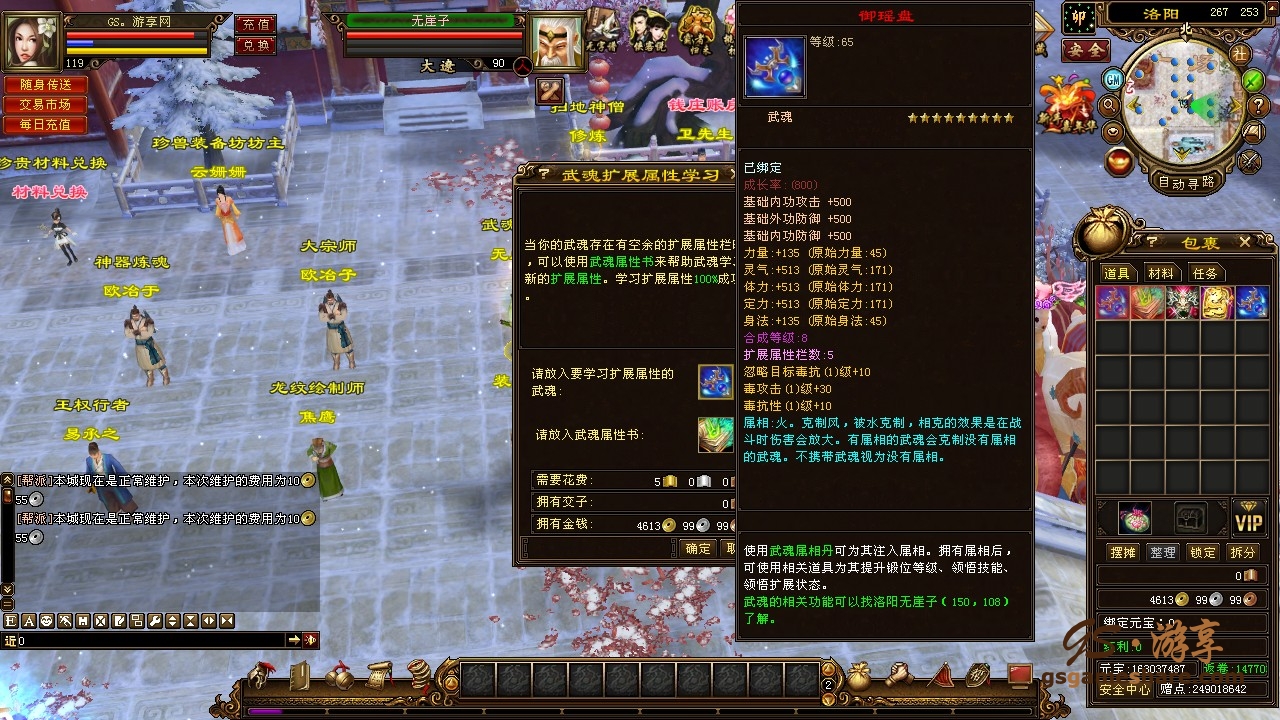 GS。游享网
119
充值
兑换
随身传送
交易市场
每日充值
无崖子
大遼
90
扫地神僧
修炼
钱庄账房
卫先生
珍兽装备坊坊主
云姗姗
珍贵材料兑换
材料兑换
大宗师
欧冶子
神器炼魂
欧冶子
龙纹绘制师
焦鹰
王权行者
易承之
[帮派]本城现在是正常维护，本次维护的费用为10
55
[帮派]本城现在是正常维护，本次维护的费用为10
55
近0
? 武魂扩展属性学习
当你的武魂存在有空余的扩展属性栏时
，可以使用武魂属性书来帮助武魂学
新的扩展属性。学习扩展属性100%成功
。
请放入要学习扩展属性的
武魂：
请放入武魂属性书：
需要花费： 5 0 0
拥有交子： 0
拥有金钱： 4613 99 99
确定
御瑶盘
等级:65
武魂
已绑定
成长率:(800)
基础内功攻击 +500
基础外功防御 +500
基础内功防御 +500
力量:+135 (原始力量:45)
灵气:+513 (原始灵气:171)
体力:+513 (原始体力:171)
定力:+513 (原始定力:171)
身法:+135 (原始身法:45)
合成等级:8
扩展属性栏数:5
忽略目标毒抗(1)级+10
毒攻击(1)级+30
毒抗性(1)级+10
属相:火。克制风，被水克制，相克的效果是在战
斗时伤害会放大。有属相的武魂会克制没有属相
的武魂。不携带武魂视为没有属相。
使用武魂属相丹可为其注入属相。拥有属相后，
可使用相关道具为其提升锻位等级、领悟技能、
领悟扩展状态。
武魂的相关功能可以找洛阳无崖子（150，108）
了解。
洛阳
267 253
安全
北
社
GM
自动寻路
? 包裹
道具
材料
任务
VIP
摆摊
整理
锁定
拆分
0
4613 99 99
绑定元宝:0
红利:0
元宝:163037487
返卷:14770
安全中心
赠点:249018642
GS·游享
2